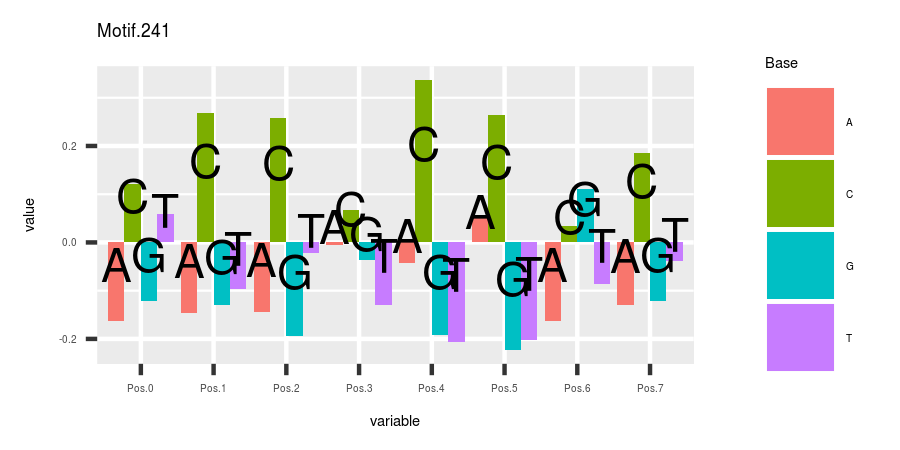 Motif.241
Base
A
C
G
T
value
0.2
0.0
-0.2
A C G T A C G T A C G T A C G T A C G T A C G T A C G T A C G T
Pos.0 Pos.1 Pos.2 Pos.3 Pos.4 Pos.5 Pos.6 Pos.7
variable